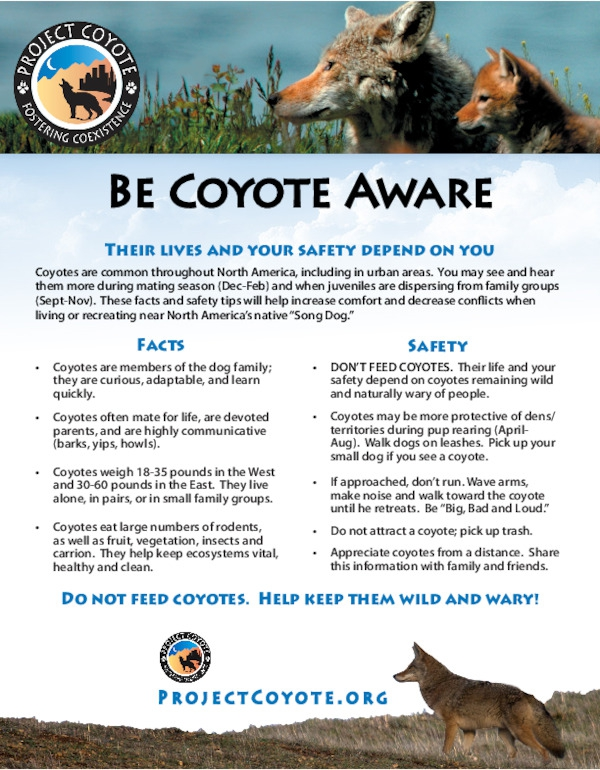 PROJECT COYOTE
FOSTERING COEXISTENCE
BE COYOTE AWARE
THEIR LIVES AND YOUR SAFETY DEPEND ON YOU
Coyotes are common throughout North America, including in urban areas. You may see and hear
them more during mating season (Dec-Feb) and when juveniles are dispersing from family groups
(Sept-Nov). These facts and safety tips will help increase comfort and decrease conflicts when
living or recreating near North America's native "Song Dog."
FACTS
• Coyotes are members of the dog family;
they are curious, adaptable, and learn
quickly.
• Coyotes often mate for life, are devoted
parents, and are highly communicative
(barks, yips, howls).
• Coyotes weigh 18-35 pounds in the West
and 30-60 pounds in the East. They live
alone, in pairs, or in small family groups.
• Coyotes eat large numbers of rodents,
as well as fruit, vegetation, insects and
carrion. They help keep ecosystems vital,
healthy and clean.
SAFETY
• DON'T FEED COYOTES. Their life and your
safety depend on coyotes remaining wild
and naturally wary of people.
• Coyotes may be more protective of dens/
territories during pup rearing (April-
Aug). Walk dogs on leashes. Pick up your
small dog if you see a coyote.
• If approached, don't run. Wave arms,
make noise and walk toward the coyote
until he retreats. Be "Big, Bad and Loud."
• Do not attract a coyote; pick up trash.
• Appreciate coyotes from a distance. Share
this information with family and friends.
DO NOT FEED COYOTES. HELP KEEP THEM WILD AND WARY!
PROJECT COYOTE
FOSTERING COEXISTENCE
PROJECTCOYOTE.ORG